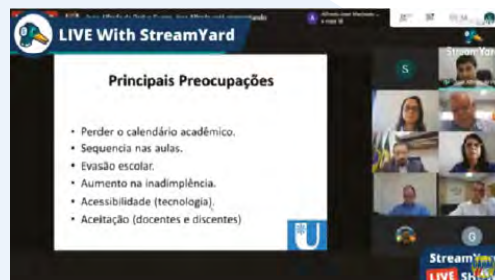 LIVE With StreamYard
Principais Preocupações
• Perder o calendário acadêmico.
• Sequencia nas aulas.
• Evasão escolar.
• Aumento na inadimplência.
• Acessibilidade (tecnologia).
• Aceitação (docentes e discentes)
U
S
G
StreamYard
LIVE